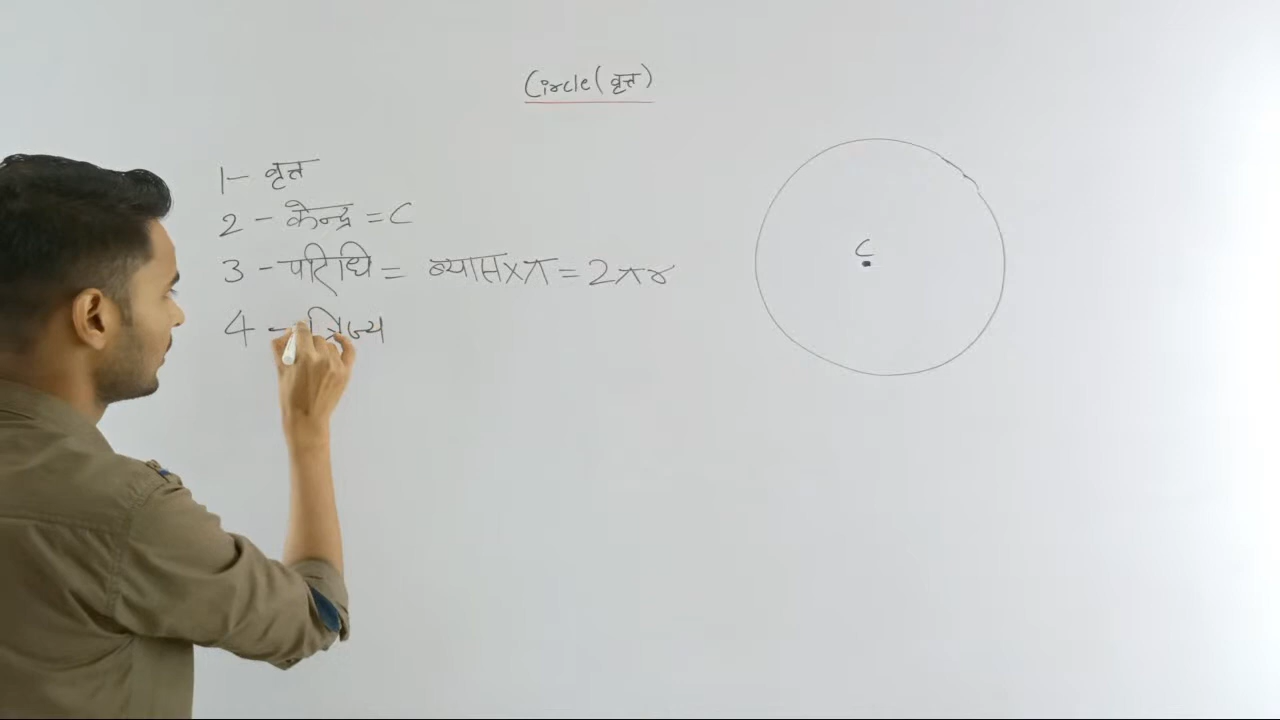 Circle (वृत्त)
1- वृत्त
2 - केन्द्र = C
3 - परिधि = ब्यास x π = 2πr
4 - त्रिज्य
C